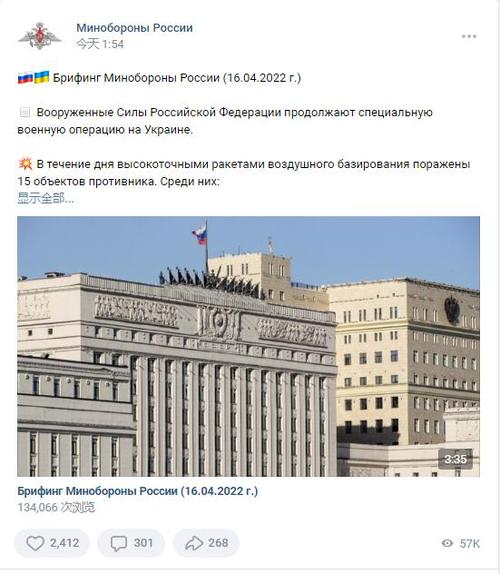 Минобороны России
今天 1:54
Брифинг Минобороны России (16.04.2022 г.)
Вооруженные Силы Российской Федерации продолжают специальную
военную операцию на Украине.
В течение дня высокоточными ракетами воздушного базирования поражены
15 объектов противника. Среди них:
显示全部...
3:35
Брифинг Минобороны России (16.04.2022 г.)
134,066 次浏览
2,412 301 268 57K